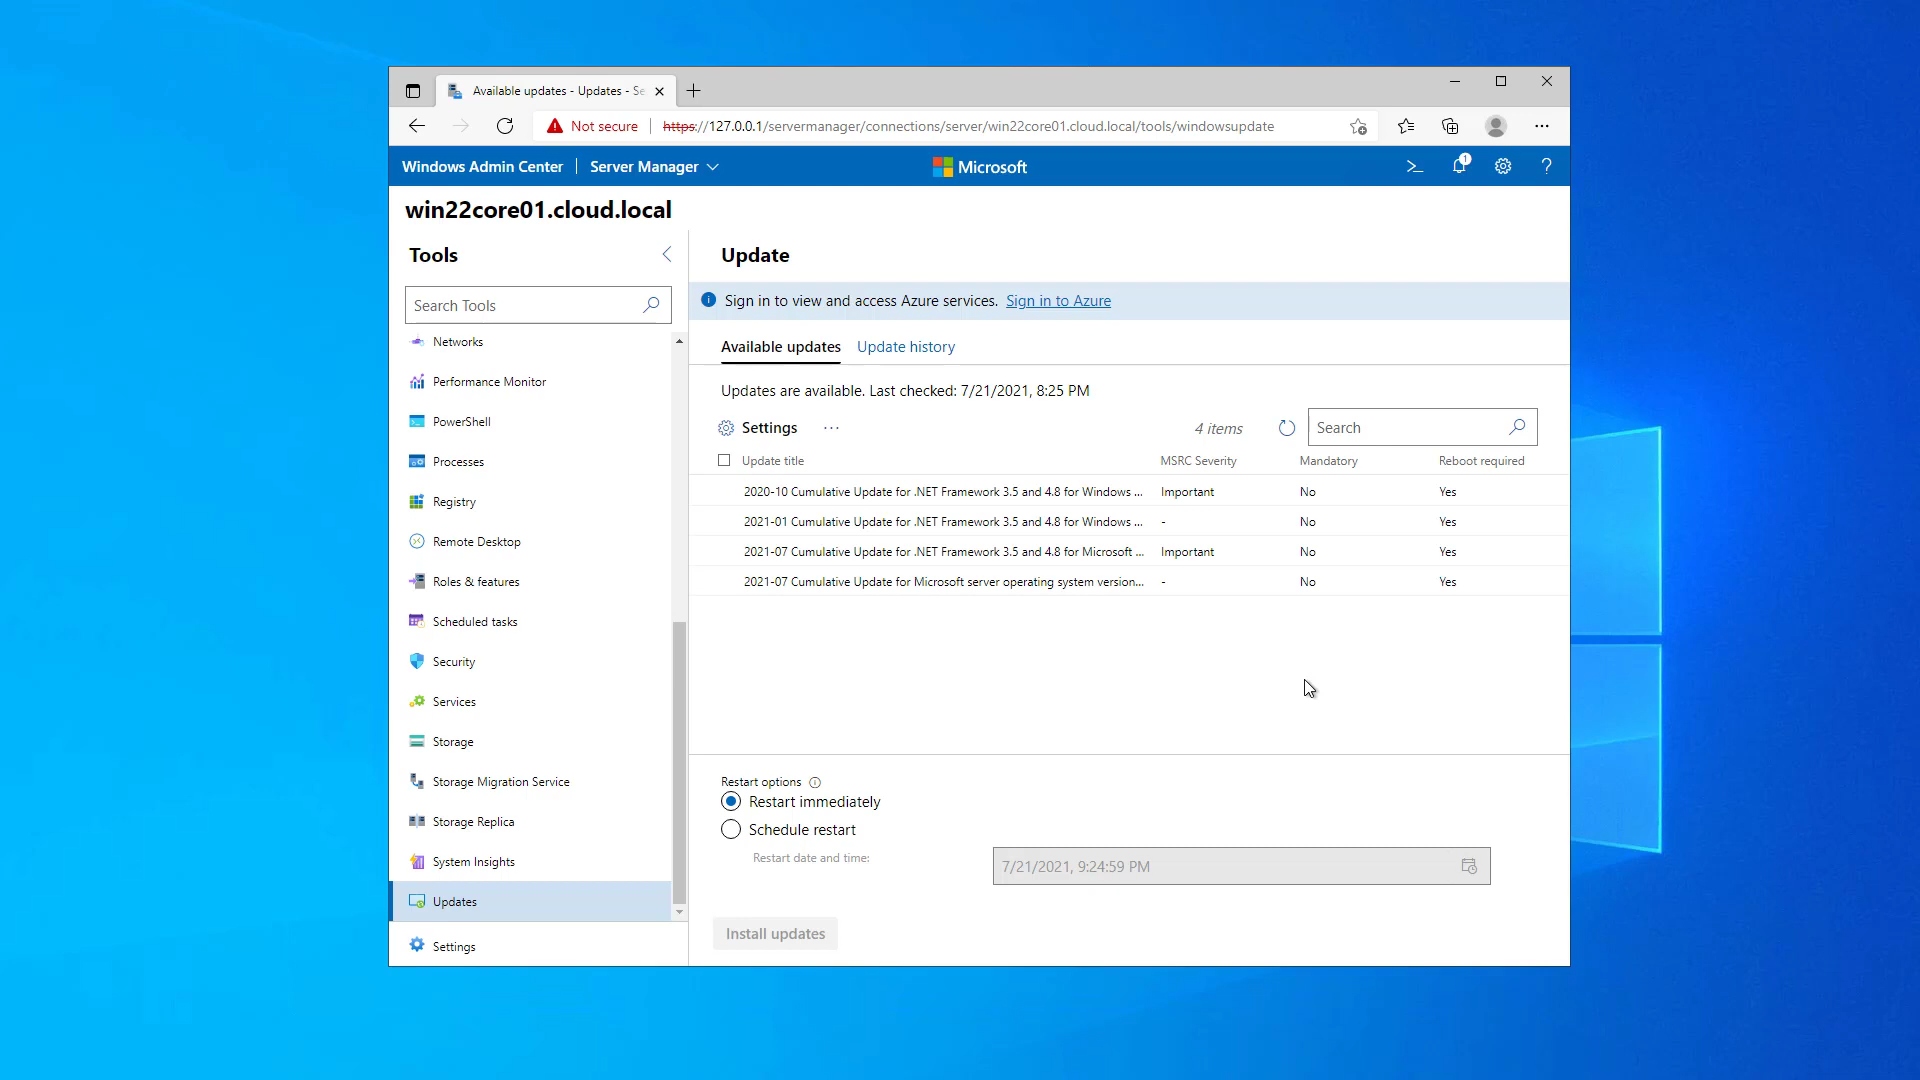 Available updates - Updates - Se
Not secure
https://127.0.0.1/servermanager/connections/server/win22core01.cloud.local/tools/windowsupdate
Windows Admin Center
Server Manager
Microsoft
1
win22core01.cloud.local
Tools
Search Tools
Networks
Performance Monitor
PowerShell
Processes
Registry
Remote Desktop
Roles & features
Scheduled tasks
Security
Services
Storage
Storage Migration Service
Storage Replica
System Insights
Updates
Settings
Update
Sign in to view and access Azure services. Sign in to Azure
Available updates Update history
Updates are available. Last checked: 7/21/2021, 8:25 PM
Settings ··· 4 items Search
Update title MSRC Severity Mandatory Reboot required
2020-10 Cumulative Update for .NET Framework 3.5 and 4.8 for Windows ... Important No Yes
2021-01 Cumulative Update for .NET Framework 3.5 and 4.8 for Windows ... - No Yes
2021-07 Cumulative Update for .NET Framework 3.5 and 4.8 for Microsoft ... Important No Yes
2021-07 Cumulative Update for Microsoft server operating system version... - No Yes
Restart options
Restart immediately
Schedule restart
Restart date and time: 7/21/2021, 9:24:59 PM
Install updates